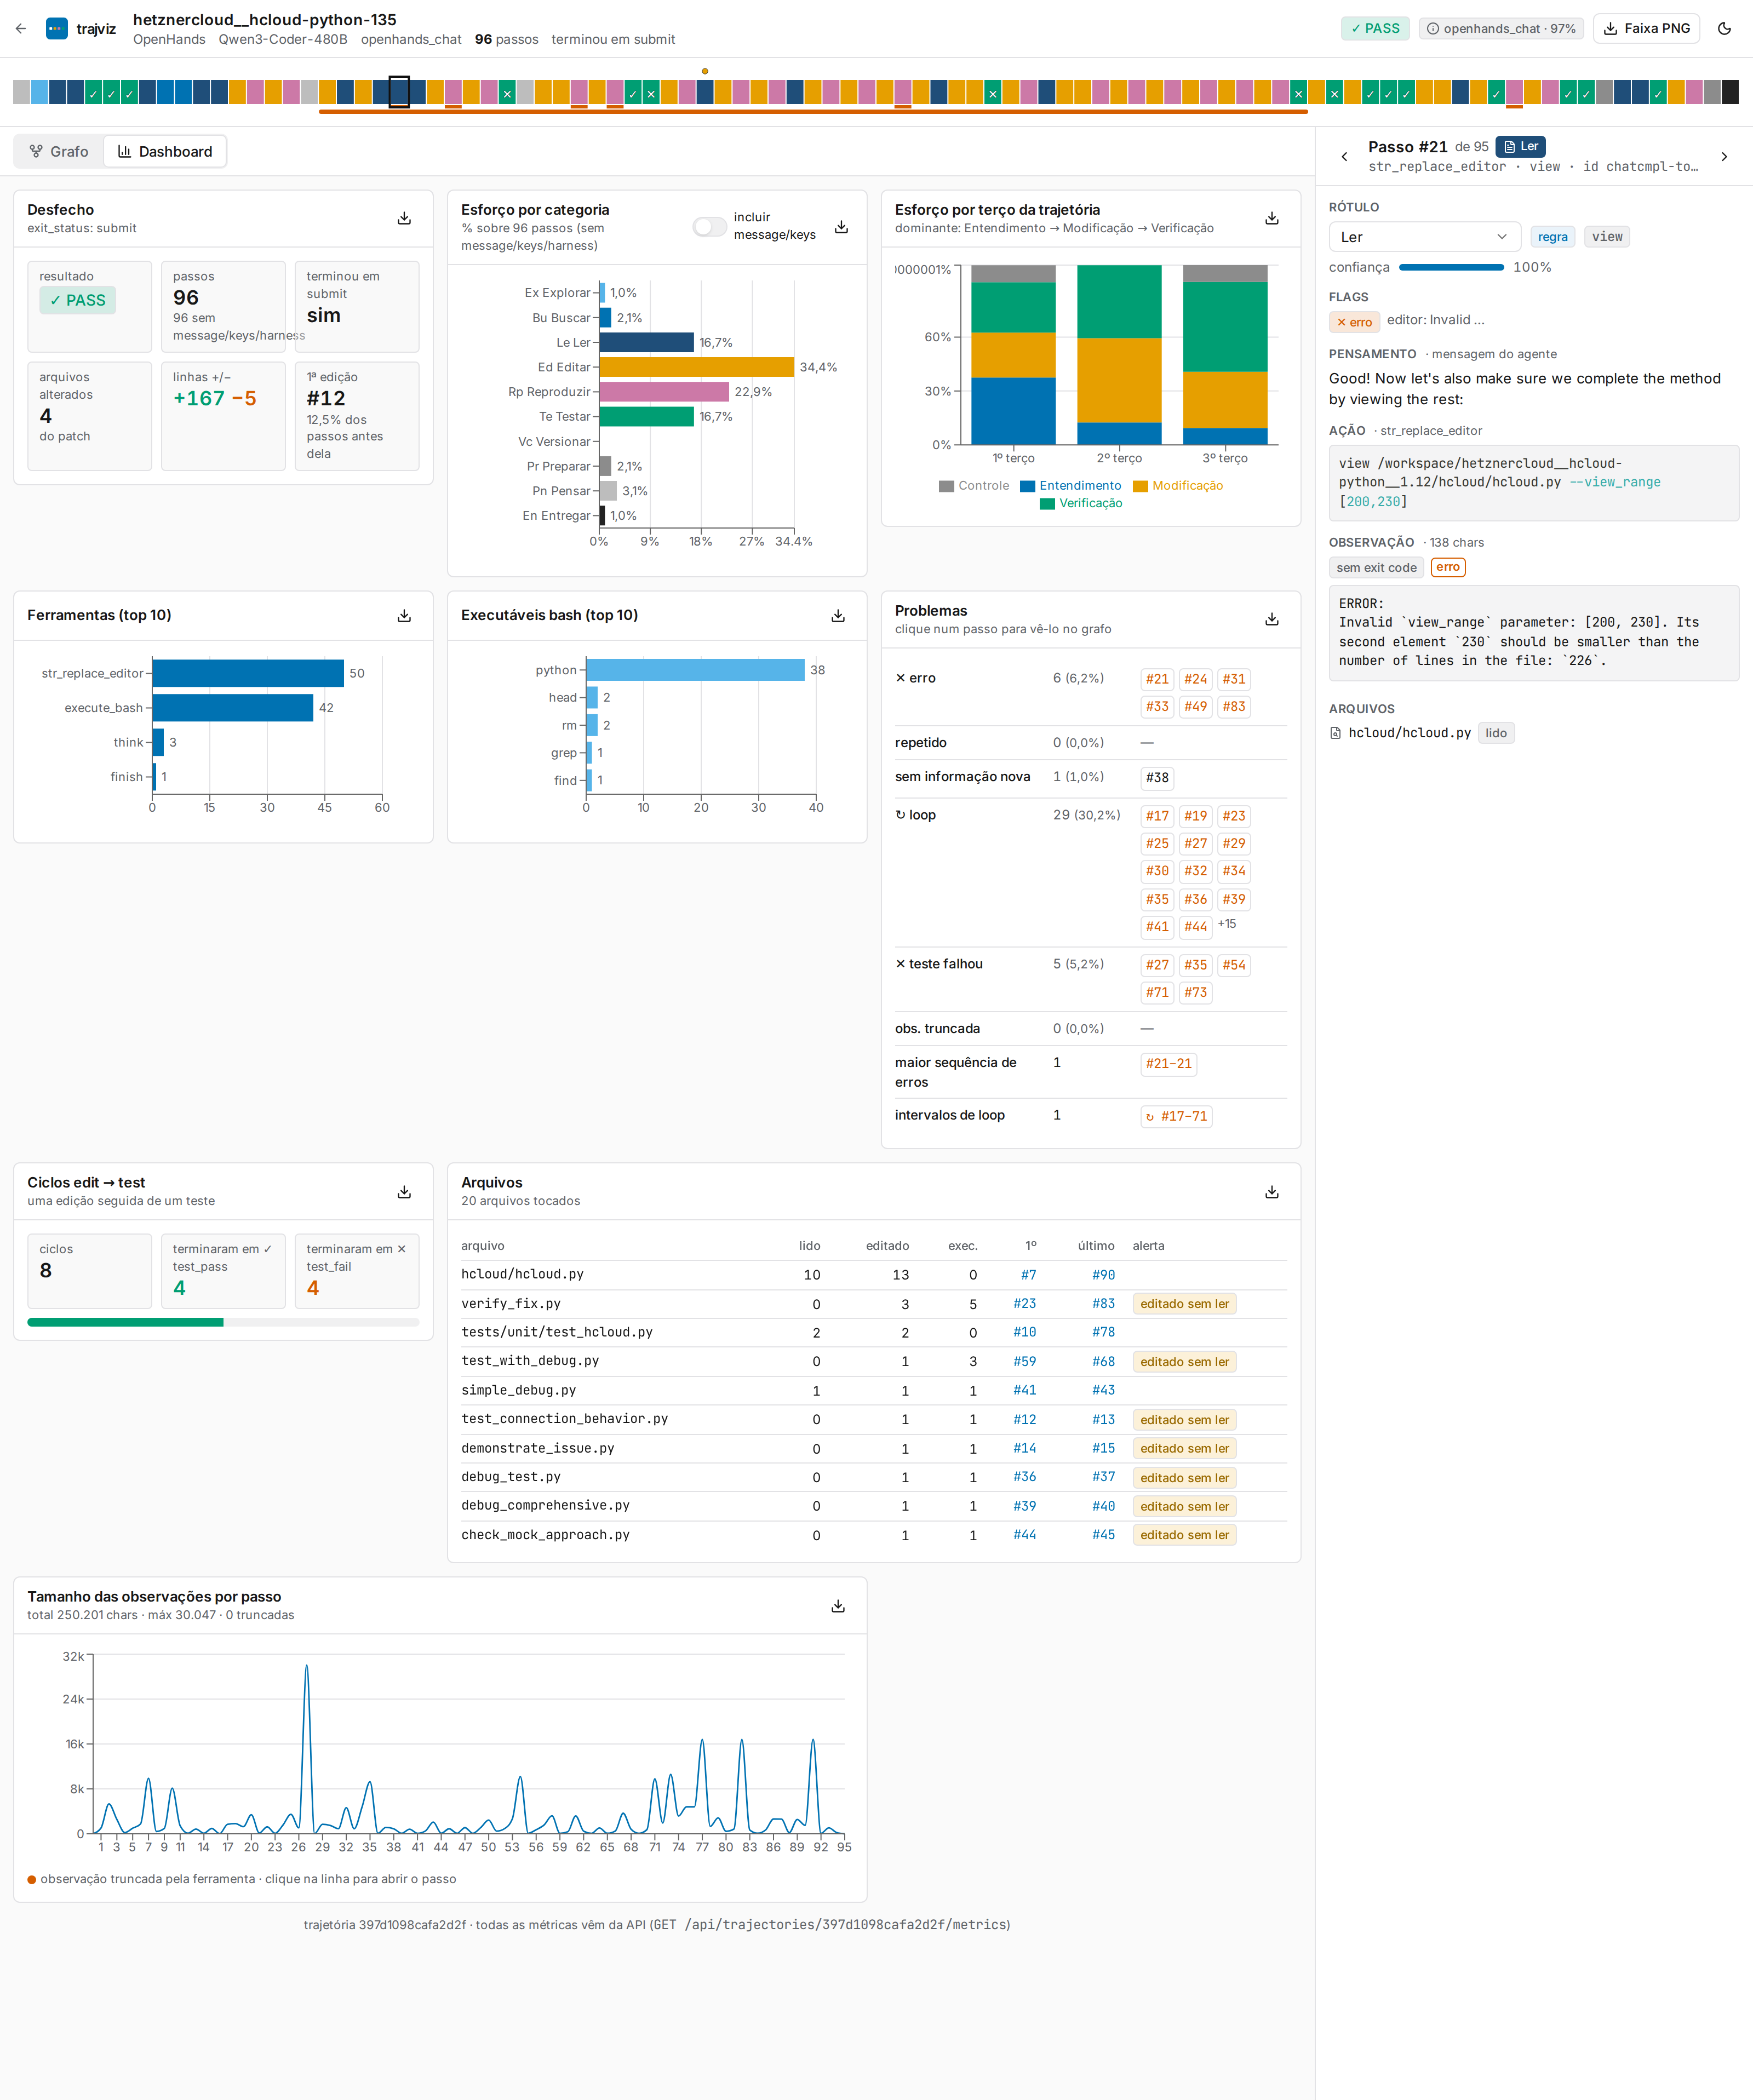 trajviz
hetznercloud__hcloud-python-135
OpenHands Qwen3-Coder-480B openhands_chat 96 passos terminou em submit
✓ PASS
openhands_chat · 97%
Faixa PNG
Grafo
Dashboard
Desfecho
exit_status: submit
resultado
✓ PASS
passos
96
96 sem
message/keys/harness
terminou em
submit
sim
arquivos
alterados
4
do patch
linhas +/−
+167 −5
1ª edição
#12
12,5% dos
passos antes
dela
Esforço por categoria
% sobre 96 passos (sem
message/keys/harness)
incluir
message/keys
Ex Explorar 1,0%
Bu Buscar 2,1%
Le Ler 16,7%
Ed Editar 34,4%
Rp Reproduzir 22,9%
Te Testar 16,7%
Vc Versionar
Pr Preparar 2,1%
Pn Pensar 3,1%
En Entregar 1,0%
0% 9% 18% 27% 34.4%
Esforço por terço da trajetória
dominante: Entendimento → Modificação → Verificação
0000001%
60%
30%
0%
1º terço 2º terço 3º terço
Controle Entendimento Modificação
Verificação
Ferramentas (top 10)
str_replace_editor 50
execute_bash 42
think 3
finish 1
0 15 30 45 60
Executáveis bash (top 10)
python 38
head 2
rm 2
grep 1
find 1
0 10 20 30 40
Problemas
clique num passo para vê-lo no grafo
✕ erro 6 (6,2%) #21 #24 #31
#33 #49 #83
repetido 0 (0,0%) —
sem informação nova 1 (1,0%) #38
↻ loop 29 (30,2%) #17 #19 #23
#25 #27 #29
#30 #32 #34
#35 #36 #39
#41 #44 +15
✕ teste falhou 5 (5,2%) #27 #35 #54
#71 #73
obs. truncada 0 (0,0%) —
maior sequência de
erros
1 #21–21
intervalos de loop 1 ↻ #17–71
Ciclos edit → test
uma edição seguida de um teste
ciclos
8
terminaram em ✓
test_pass
4
terminaram em ✕
test_fail
4
Arquivos
20 arquivos tocados
arquivo lido editado exec. 1º último alerta
hcloud/hcloud.py 10 13 0 #7 #90
verify_fix.py 0 3 5 #23 #83 editado sem ler
tests/unit/test_hcloud.py 2 2 0 #10 #78
test_with_debug.py 0 1 3 #59 #68 editado sem ler
simple_debug.py 1 1 1 #41 #43
test_connection_behavior.py 0 1 1 #12 #13 editado sem ler
demonstrate_issue.py 0 1 1 #14 #15 editado sem ler
debug_test.py 0 1 1 #36 #37 editado sem ler
debug_comprehensive.py 0 1 1 #39 #40 editado sem ler
check_mock_approach.py 0 1 1 #44 #45 editado sem ler
Tamanho das observações por passo
total 250.201 chars · máx 30.047 · 0 truncadas
32k
24k
16k
8k
0
1 3 5 7 9 11 14 17 20 23 26 29 32 35 38 41 44 47 50 53 56 59 62 65 68 71 74 77 80 83 86 89 92 95
observação truncada pela ferramenta · clique na linha para abrir o passo
trajetória 397d1098cafa2d2f · todas as métricas vêm da API (GET /api/trajectories/397d1098cafa2d2f/metrics)
Passo #21 de 95 Ler
str_replace_editor · view · id chatcmpl-to…
RÓTULO
Ler
regra
view
confiança 100%
FLAGS
✕ erro editor: Invalid ...
PENSAMENTO · mensagem do agente
Good! Now let's also make sure we complete the method
by viewing the rest:
AÇÃO · str_replace_editor
view /workspace/hetznercloud__hcloud-
python__1.12/hcloud/hcloud.py --view_range
[200,230]
OBSERVAÇÃO · 138 chars
sem exit code erro
ERROR:
Invalid `view_range` parameter: [200, 230]. Its
second element `230` should be smaller than the
number of lines in the file: `226`.
ARQUIVOS
hcloud/hcloud.py lido